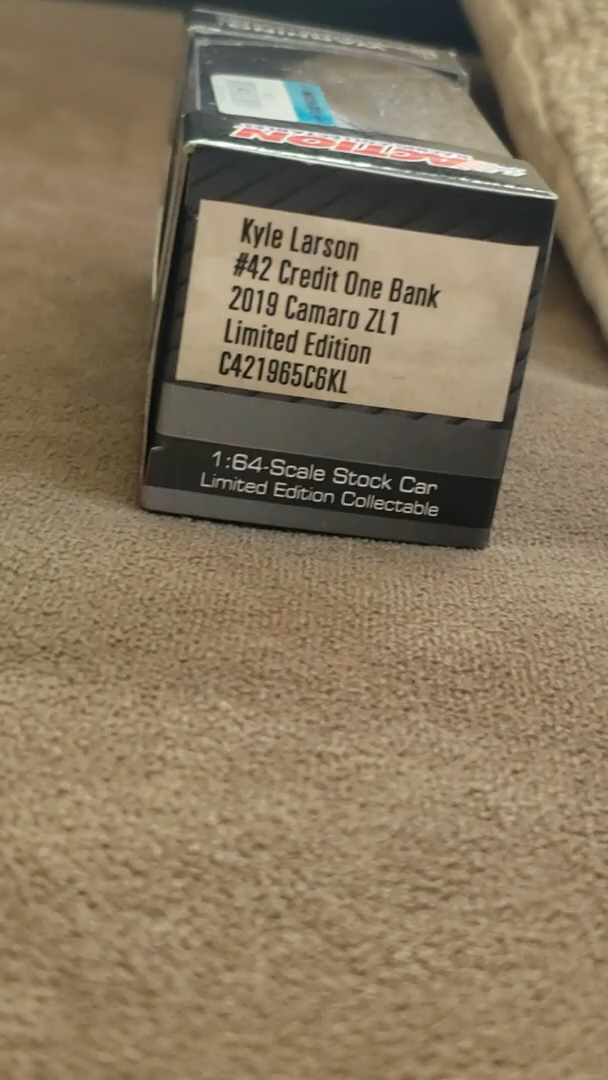 ACTION
Kyle Larson
#42 Credit One Bank
2019 Camaro ZL1
Limited Edition
C421965C6KL
1:64-Scale Stock Car
Limited Edition Collectable